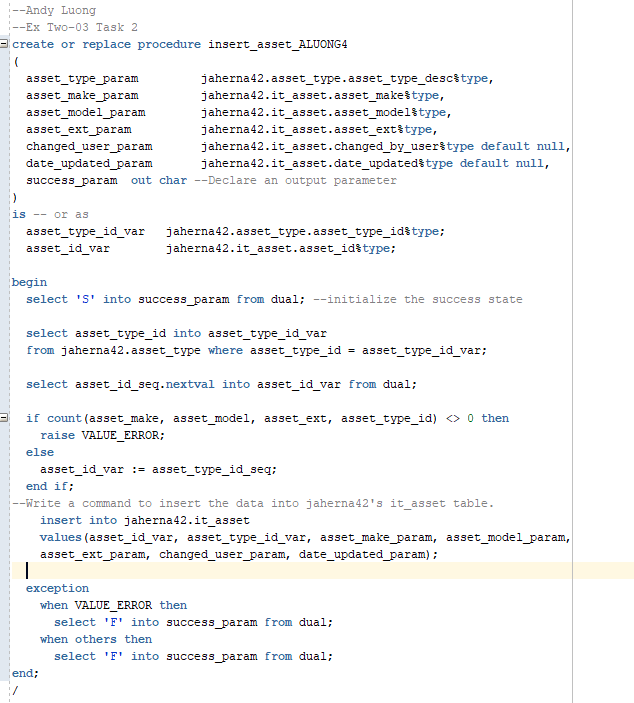 --Andy Luong
--Ex Two-03 Task 2
create or replace procedure insert_asset_ALUONG4
(
  asset_type_param         jaherna42.asset_type.asset_type_desc%type,
  asset_make_param         jaherna42.it_asset.asset_make%type,
  asset_model_param        jaherna42.it_asset.asset_model%type,
  asset_ext_param          jaherna42.it_asset.asset_ext%type,
  changed_user_param       jaherna42.it_asset.changed_by_user%type default null,
  date_updated_param       jaherna42.it_asset.date_updated%type default null,
  success_param  out char --Declare an output parameter
)
is -- or as
  asset_type_id_var   jaherna42.asset_type.asset_type_id%type;
  asset_id_var        jaherna42.it_asset.asset_id%type;

begin
  select 'S' into success_param from dual; --initialize the success state

  select asset_type_id into asset_type_id_var
  from jaherna42.asset_type where asset_type_id = asset_type_id_var;

  select asset_id_seq.nextval into asset_id_var from dual;

  if count(asset_make, asset_model, asset_ext, asset_type_id) <> 0 then
    raise VALUE_ERROR;
  else
    asset_id_var := asset_type_id_seq;
  end if;
--Write a command to insert the data into jaherna42's it_asset table.
    insert into jaherna42.it_asset
    values(asset_id_var, asset_type_id_var, asset_make_param, asset_model_param,
    asset_ext_param, changed_user_param, date_updated_param);

  exception
    when VALUE_ERROR then
      select 'F' into success_param from dual;
    when others then
      select 'F' into success_param from dual;
end;
/